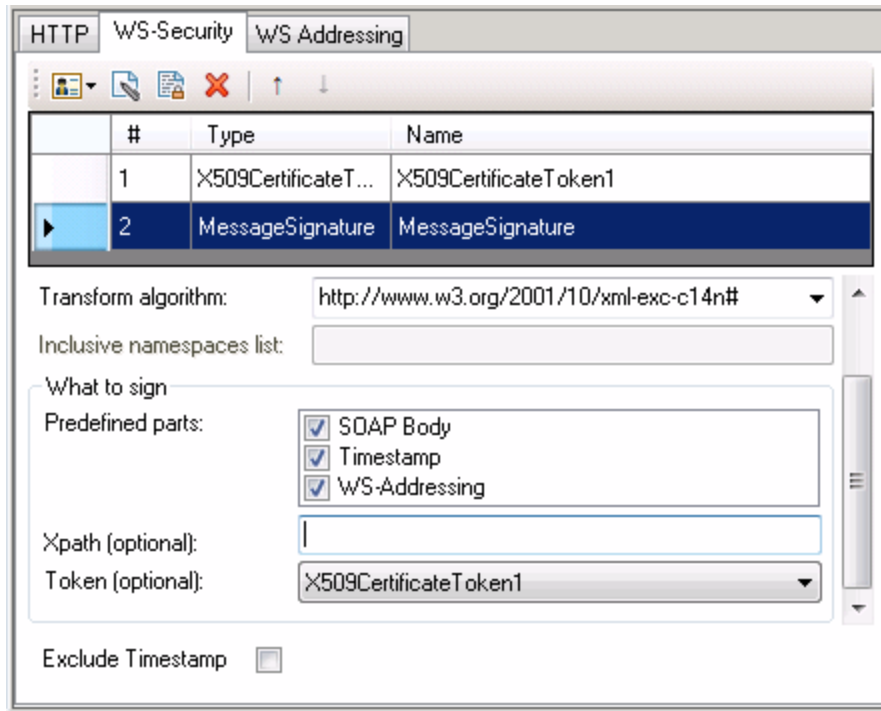 HTTP WS-Security WS Addressing
# Type Name
1 X509CertificateT... X509CertificateToken1
2 MessageSignature MessageSignature
Transform algorithm: http://www.w3.org/2001/10/xml-exc-c14n#
Inclusive namespaces list:
What to sign
Predefined parts: SOAP Body
Timestamp
WS-Addressing
Xpath (optional):
Token (optional): X509CertificateToken1
Exclude Timestamp